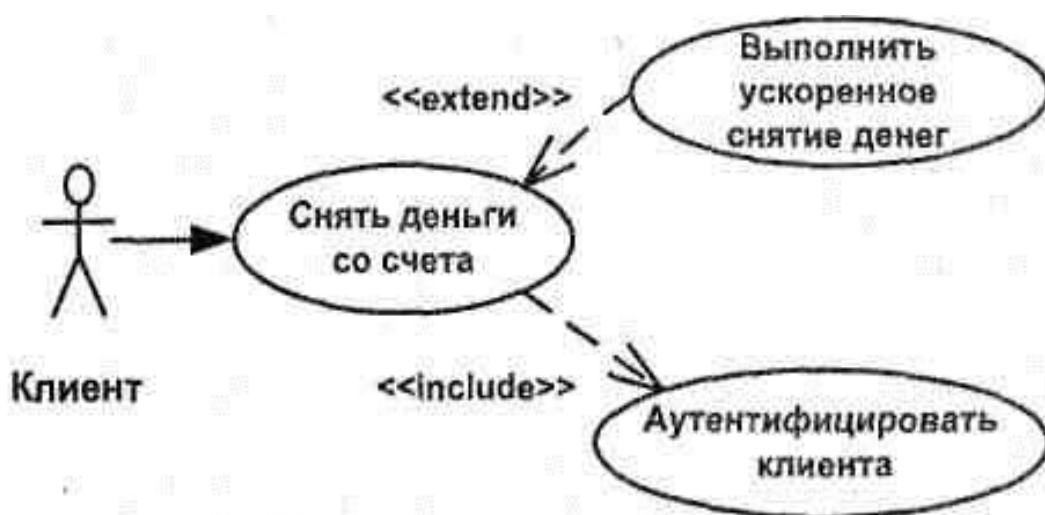 Выполнить
ускоренное
снятие денег
<<extend>>
Снять деньги
со счета
Клиент
<<include>>
Аутентифицировать
клиента